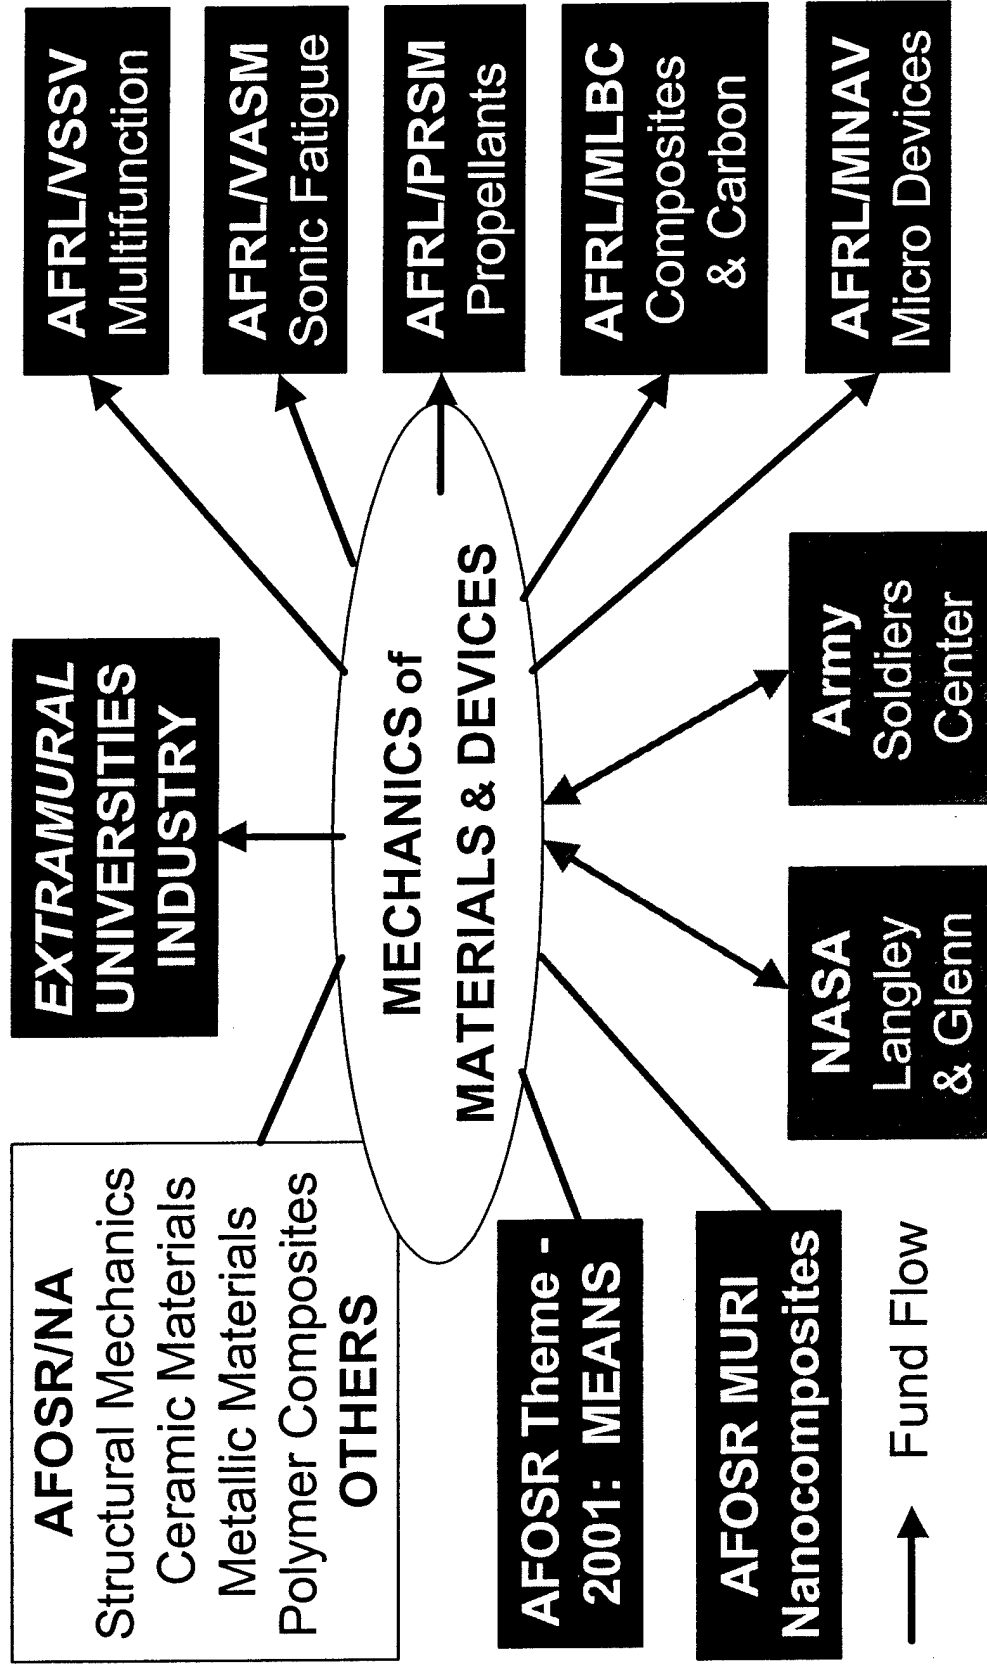 AFOSR/NA
Structural Mechanics
Ceramic Materials
Metallic Materials
Polymer Composites
OTHERS
EXTRAMURAL
UNIVERSITIES
INDUSTRY
AFRL/VSSV
Multifunction
AFRL/VASM
Sonic Fatigue
AFRL/PRSM
Propellants
AFRL/MLBC
Composites
& Carbon
AFRL/MNAV
Micro Devices
MECHANICS of
MATERIALS & DEVICES
AFOSR Theme -
2001: MEANS
AFOSR MURI
Nanocomposites
NASA
Langley
& Glenn
Army
Soldiers
Center
Fund Flow